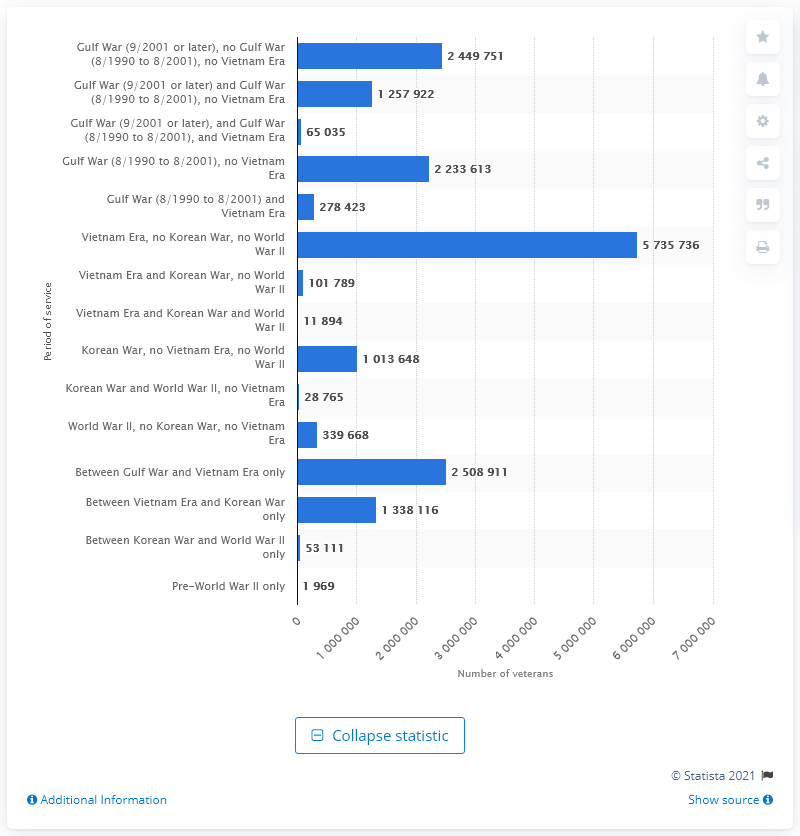 Gulf War (9/2001 or later), no Gulf War
(8/1990 to 8/2001), no Vietnam Era
2 449 751
Gulf War (9/2001 or later) and Gulf War
(8/1990 to 8/2001), no Vietnam Era
1 257 922
Gulf War (9/2001 or later), and Gulf War
(8/1990 to 8/2001), and Vietnam Era
65 035
Gulf War (8/1990 to 8/2001), no Vietnam
Era
2 233 613
Gulf War (8/1990 to 8/2001) and
Vietnam Era
278 423
Vietnam Era, no Korean War, no World
War II
5 735 736
Vietnam Era and Korean War, no World
War II
101 789
Vietnam Era and Korean War and World
War II
11 894
Korean War, no Vietnam Era, no World
War II
1 013 648
Korean War and World War II, no Vietnam
Era
28 765
World War II, no Korean War, no Vietnam
Era
339 668
Between Gulf War and Vietnam Era only
2 508 911
Between Vietnam Era and Korean War
only
1 338 116
Between Korean War and World War II
only
53 111
Pre-World War II only
1 969
Period of service
0
1 000 000
2 000 000
3 000 000
4 000 000
5 000 000
6 000 000
7 000 000
Number of veterans
Collapse statistic
© Statista 2021
Additional Information
Show source